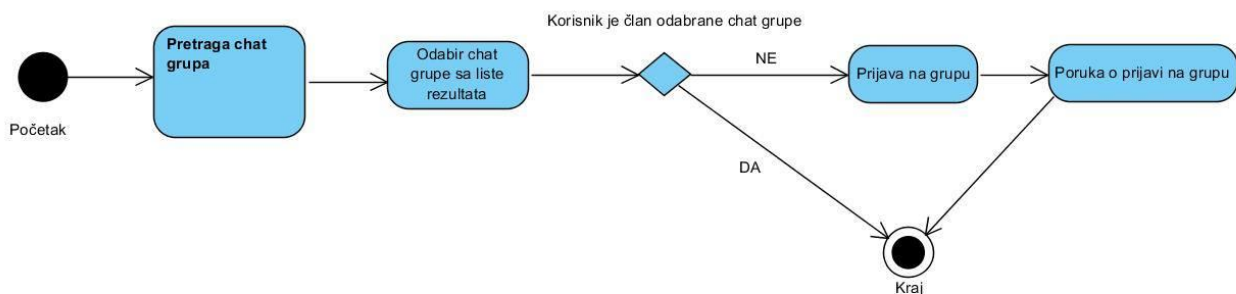 Korisnik je član odabrane chat grupe
Početak
Pretraga chat
grupa
Odabir chat
grupe sa liste
rezultata
NE
DA
Prijava na grupu
Poruka o prijavi na grupu
Kraj